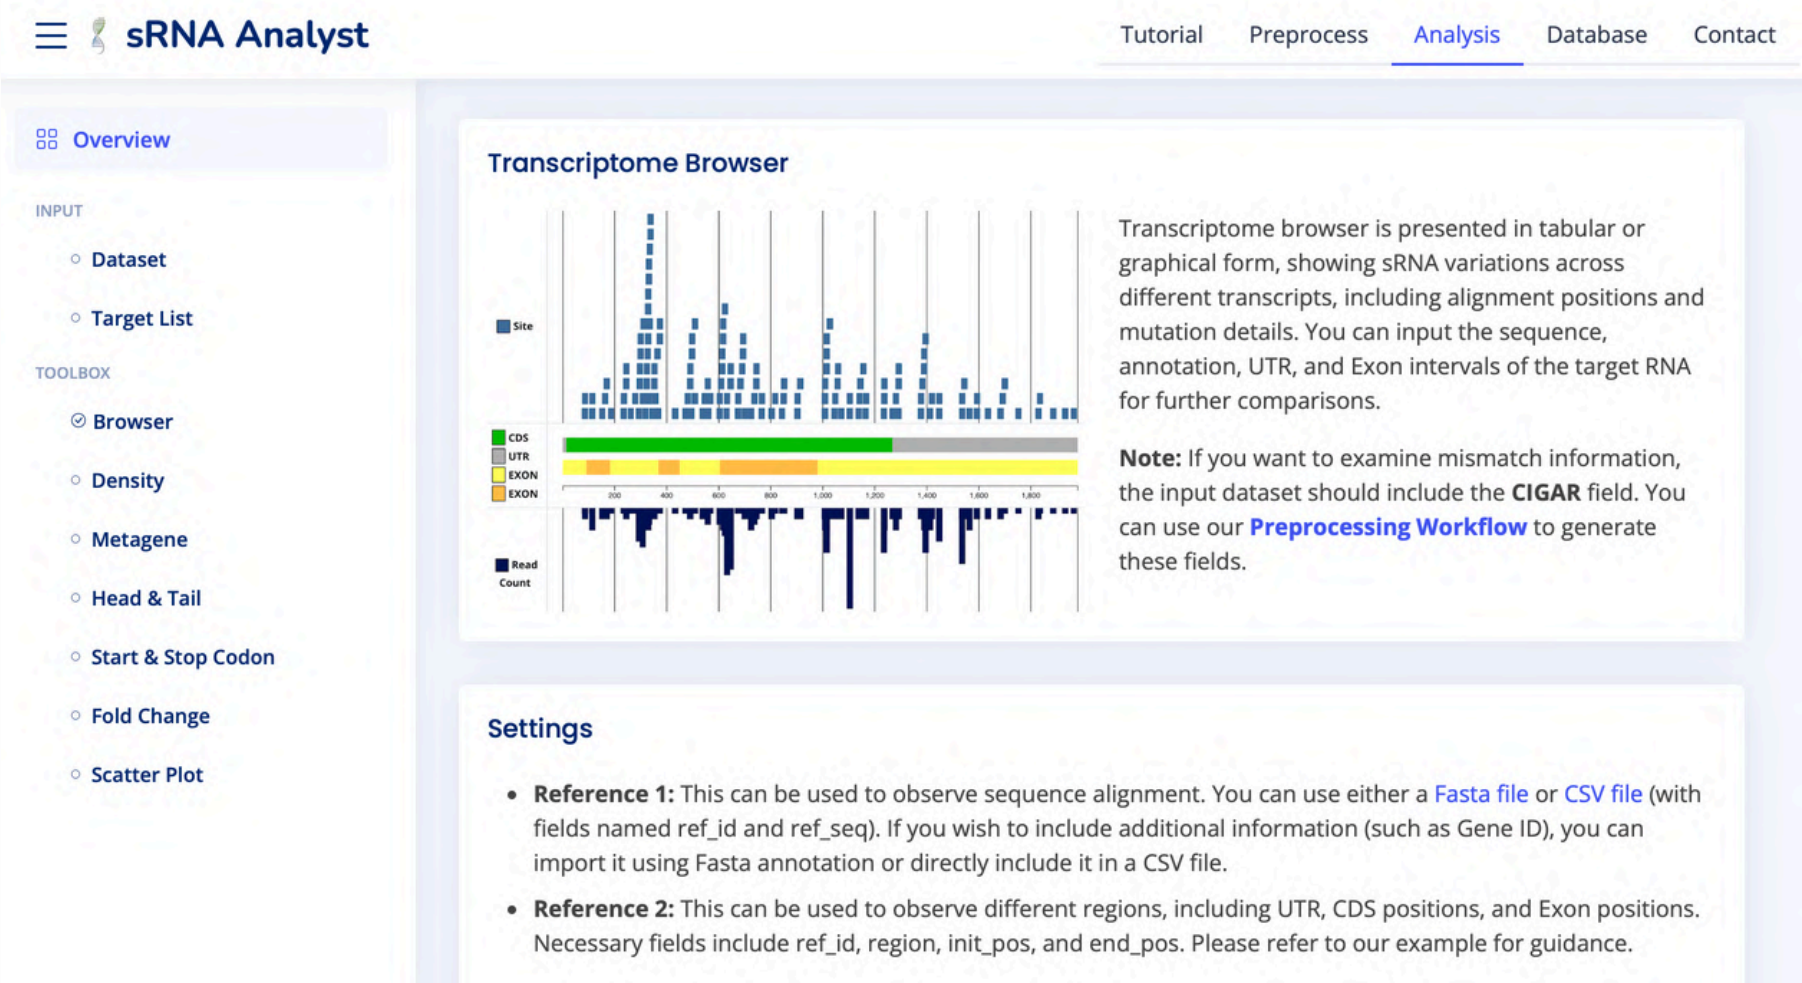 sRNA Analyst
Tutorial Preprocess Analysis Database Contact
Overview
INPUT
Dataset
Target List
TOOLBOX
Browser
Density
Metagene
Head & Tail
Start & Stop Codon
Fold Change
Scatter Plot
Transcriptome Browser
Site
CDS
UTR
EXON
EXON
200 400 600 800 1,000 1,200 1,400 1,600 1,800
Read
Count
Transcriptome browser is presented in tabular or
graphical form, showing sRNA variations across
different transcripts, including alignment positions and
mutation details. You can input the sequence,
annotation, UTR, and Exon intervals of the target RNA
for further comparisons.
Note: If you want to examine mismatch information,
the input dataset should include the CIGAR field. You
can use our Preprocessing Workflow to generate
these fields.
Settings
• Reference 1: This can be used to observe sequence alignment. You can use either a Fasta file or CSV file (with
fields named ref_id and ref_seq). If you wish to include additional information (such as Gene ID), you can
import it using Fasta annotation or directly include it in a CSV file.
• Reference 2: This can be used to observe different regions, including UTR, CDS positions, and Exon positions.
Necessary fields include ref_id, region, init_pos, and end_pos. Please refer to our example for guidance.